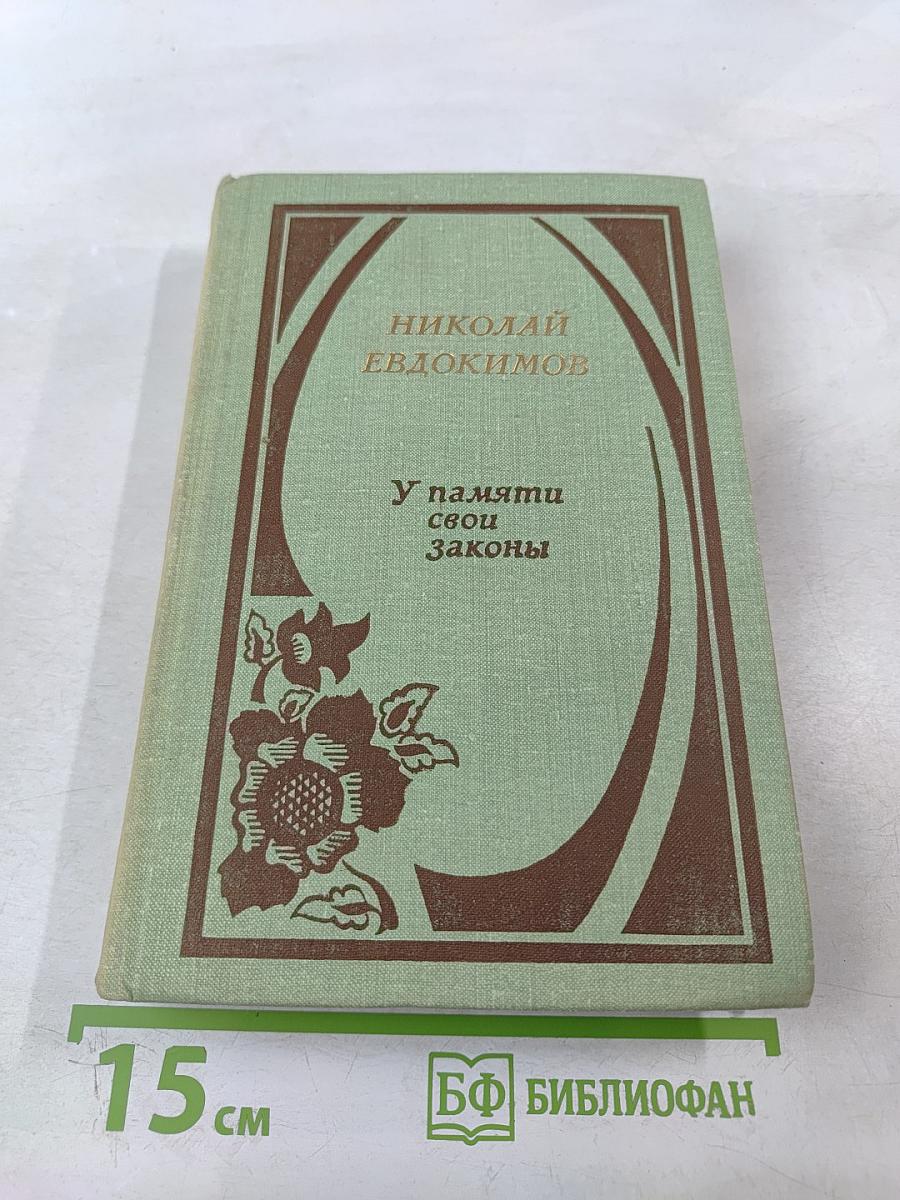 НИКОЛАЙ
ЕВДОКИМОВ
У памяти
свои
законы
15 см
БФ БИБЛИОФАН